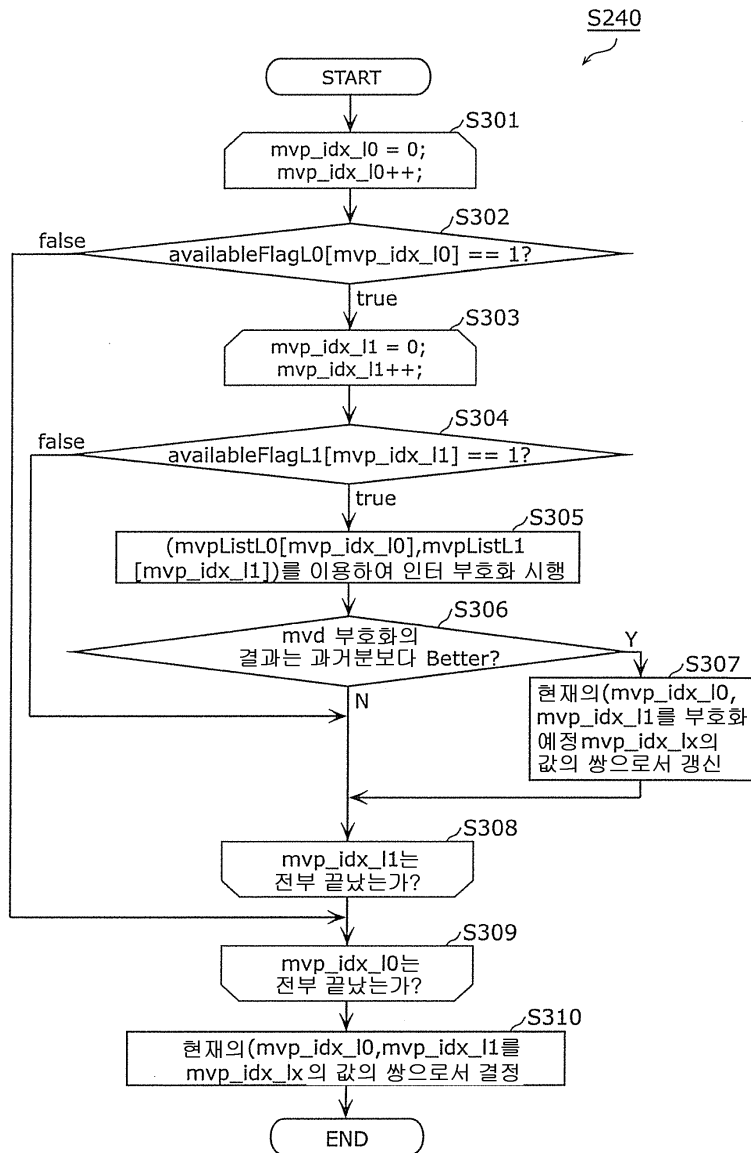 S240
START
S301
mvp_idx_l0 = 0;
mvp_idx_l0++;
S302
false
availableFlagL0[mvp_idx_l0] == 1?
true
S303
mvp_idx_l1 = 0;
mvp_idx_l1++;
S304
false
availableFlagL1[mvp_idx_l1] == 1?
true
S305
(mvpListL0[mvp_idx_l0],mvpListL1
[mvp_idx_l1])를 이용하여 인터 부호화 시행
S306
mvd 부호화의
결과는 과거분보다 Better?
Y
N
S307
현재의(mvp_idx_l0,
mvp_idx_l1를 부호화
예정mvp_idx_lx의
값의 쌍으로서 갱신
S308
mvp_idx_l1는
전부 끝났는가?
S309
mvp_idx_l0는
전부 끝났는가?
S310
현재의(mvp_idx_l0,mvp_idx_l1를
mvp_idx_lx의 값의 쌍으로서 결정
END